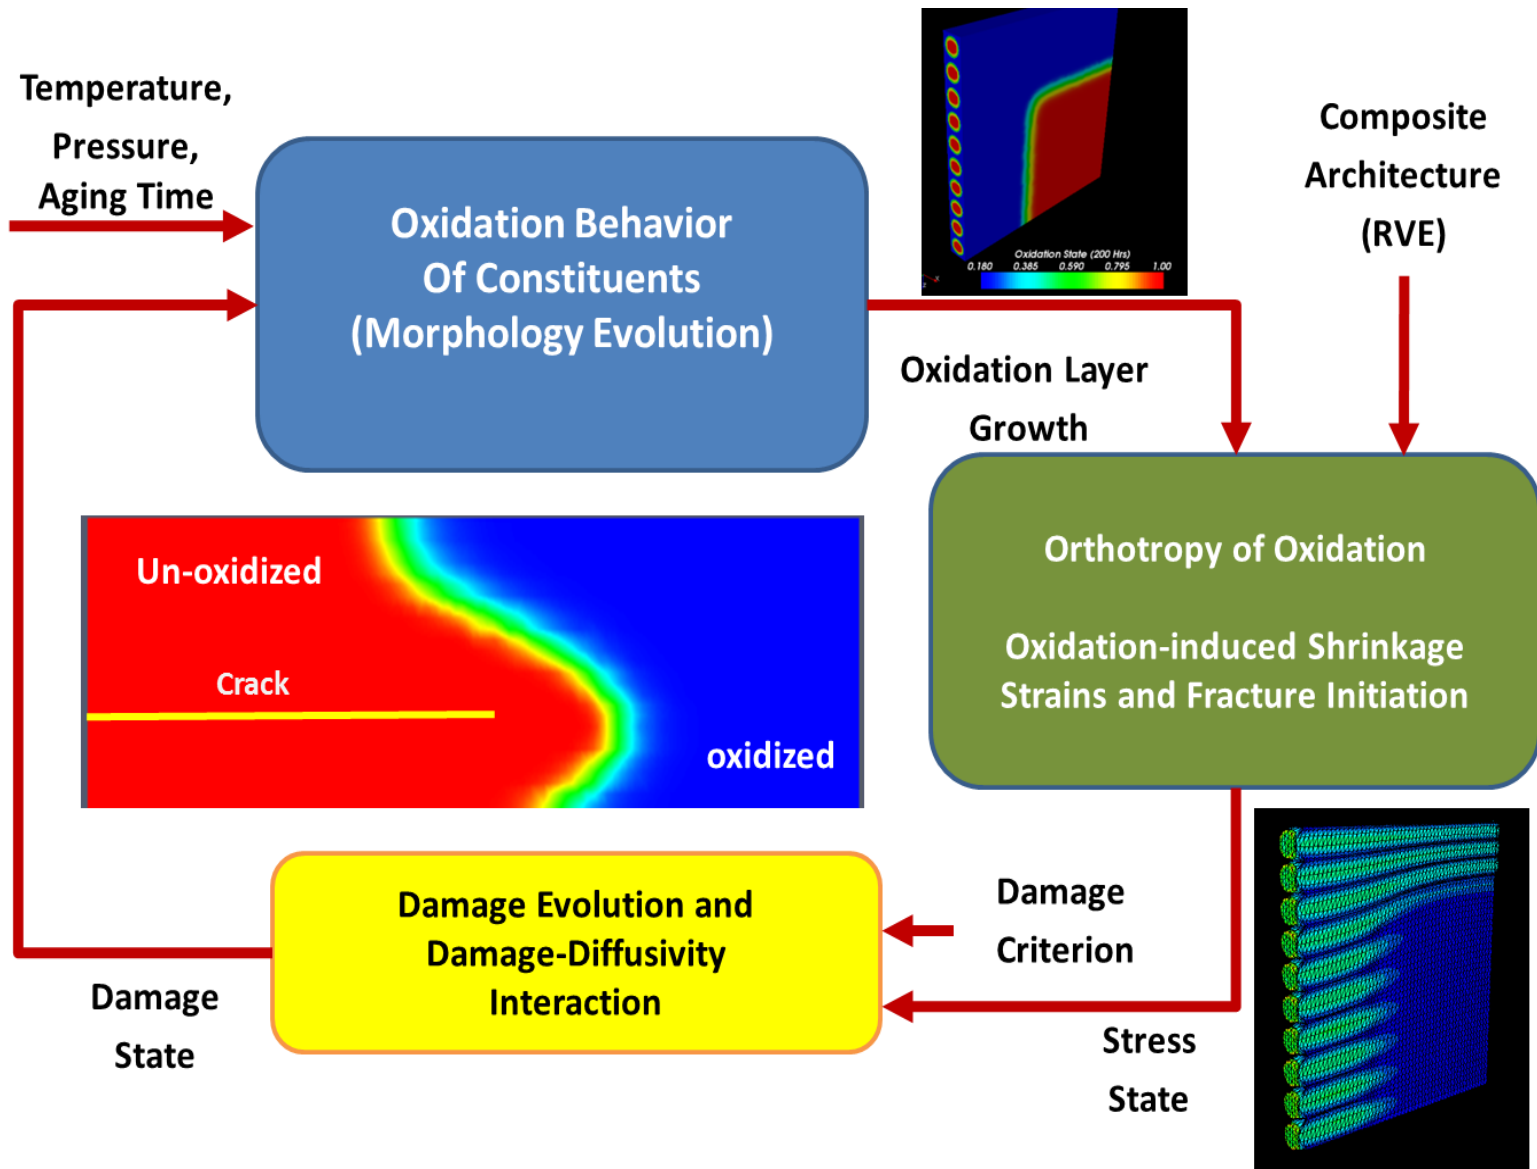 Temperature,
Pressure,
Aging Time
Oxidation Behavior
Of Constituents
(Morphology Evolution)
Oxidation State (200 Hrs)
0.180 0.385 0.590 0.795 1.00
Composite
Architecture
(RVE)
Oxidation Layer
Growth
Orthotropy of Oxidation
Oxidation-induced Shrinkage
Strains and Fracture Initiation
Un-oxidized
Crack
oxidized
Damage Evolution and
Damage-Diffusivity
Interaction
Damage
Criterion
Damage
State
Stress
State